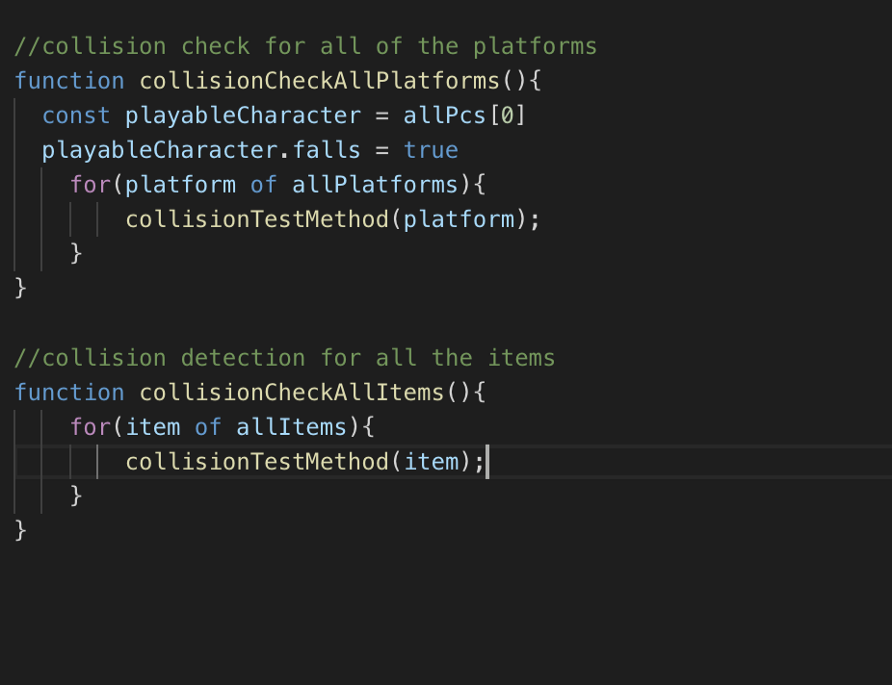 //collision check for all of the platforms
function collisionCheckAllPlatforms(){
  const playableCharacter = allPcs[0]
  playableCharacter.falls = true
    for(platform of allPlatforms){
        collisionTestMethod(platform);
    }
}

//collision detection for all the items
function collisionCheckAllItems(){
    for(item of allItems){
        collisionTestMethod(item);
    }
}